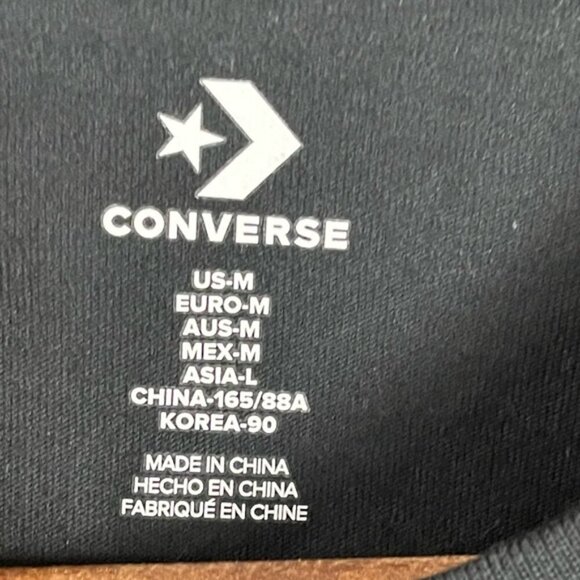 CONVERSE
US-M
EURO-M
AUS-M
MEX-M
ASIA-L
CHINA-165/88A
KOREA-90
MADE IN CHINA
HECHO EN CHINA
FABRIQUÉ EN CHINE